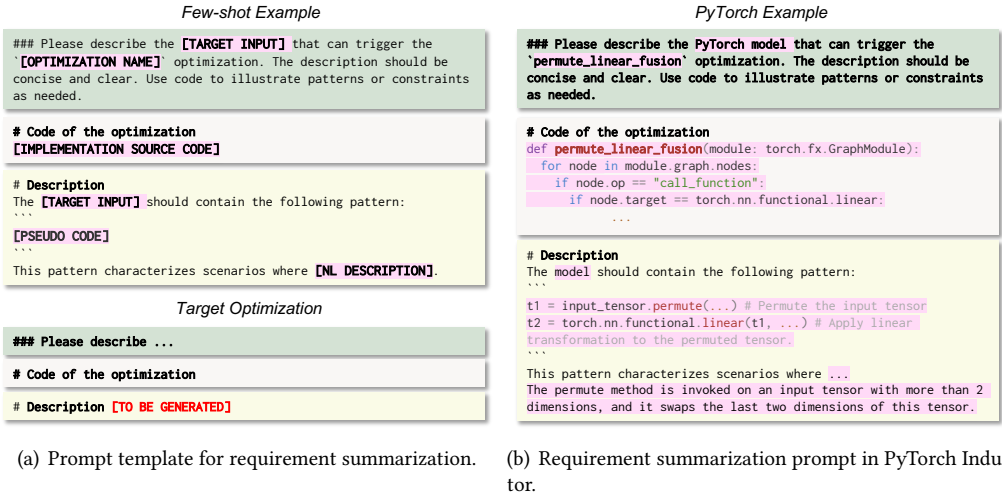 Few-shot Example
### Please describe the [TARGET INPUT] that can trigger the
`[OPTIMIZATION NAME]` optimization. The description should be
concise and clear. Use code to illustrate patterns or constraints
as needed.
# Code of the optimization
[IMPLEMENTATION SOURCE CODE]
# Description
The [TARGET INPUT] should contain the following pattern:
```
[PSEUDO CODE]
```
This pattern characterizes scenarios where [NL DESCRIPTION].
Target Optimization
### Please describe ...
# Code of the optimization
# Description [TO BE GENERATED]
(a) Prompt template for requirement summarization.
PyTorch Example
### Please describe the PyTorch model that can trigger the
`permute_linear_fusion` optimization. The description should be
concise and clear. Use code to illustrate patterns or constraints
as needed.
# Code of the optimization
def permute_linear_fusion(module: torch.fx.GraphModule):
for node in module.graph.nodes:
if node.op == "call_function":
if node.target == torch.nn.functional.linear:
...
# Description
The model should contain the following pattern:
```
t1 = input_tensor.permute(...) # Permute the input tensor
t2 = torch.nn.functional.linear(t1, ...) # Apply linear
transformation to the permuted tensor.
```
This pattern characterizes scenarios where ...
The permute method is invoked on an input tensor with more than 2
dimensions, and it swaps the last two dimensions of this tensor.
(b) Requirement summarization prompt in PyTorch Indu
tor.